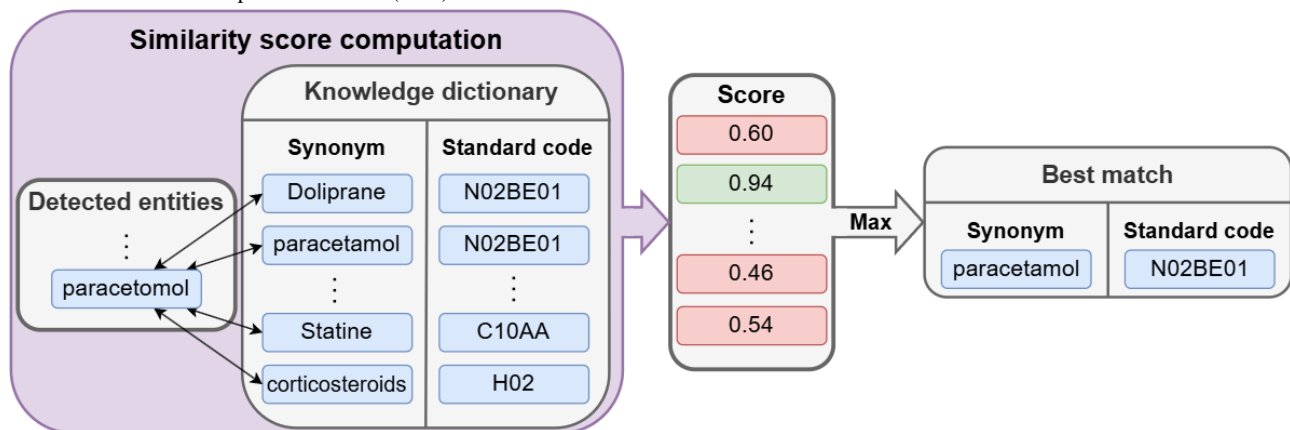 Similarity score computation
Knowledge dictionary
Synonym Standard code
Doliprane N02BE01
paracetamol N02BE01
⋮ ⋮
Statine C10AA
corticosteroids H02
Detected entities
⋮
paracetomol
Score
0.60
0.94
⋮
0.46
0.54
Max
Best match
Synonym Standard code
paracetamol N02BE01